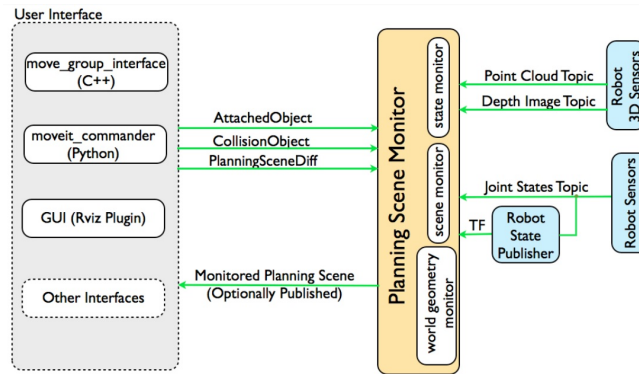 User Interface
move_group_interface
(C++)
moveit_commander
(Python)
GUI (Rviz Plugin)
Other Interfaces
AttachedObject
CollisionObject
PlanningSceneDiff
Monitored Planning Scene
(Optionally Published)
Planning Scene Monitor
state monitor
scene monitor
world geometry
monitor
Point Cloud Topic
Depth Image Topic
Joint States Topic
TF
Robot
State
Publisher
Robot
3D Sensors
Robot Sensors